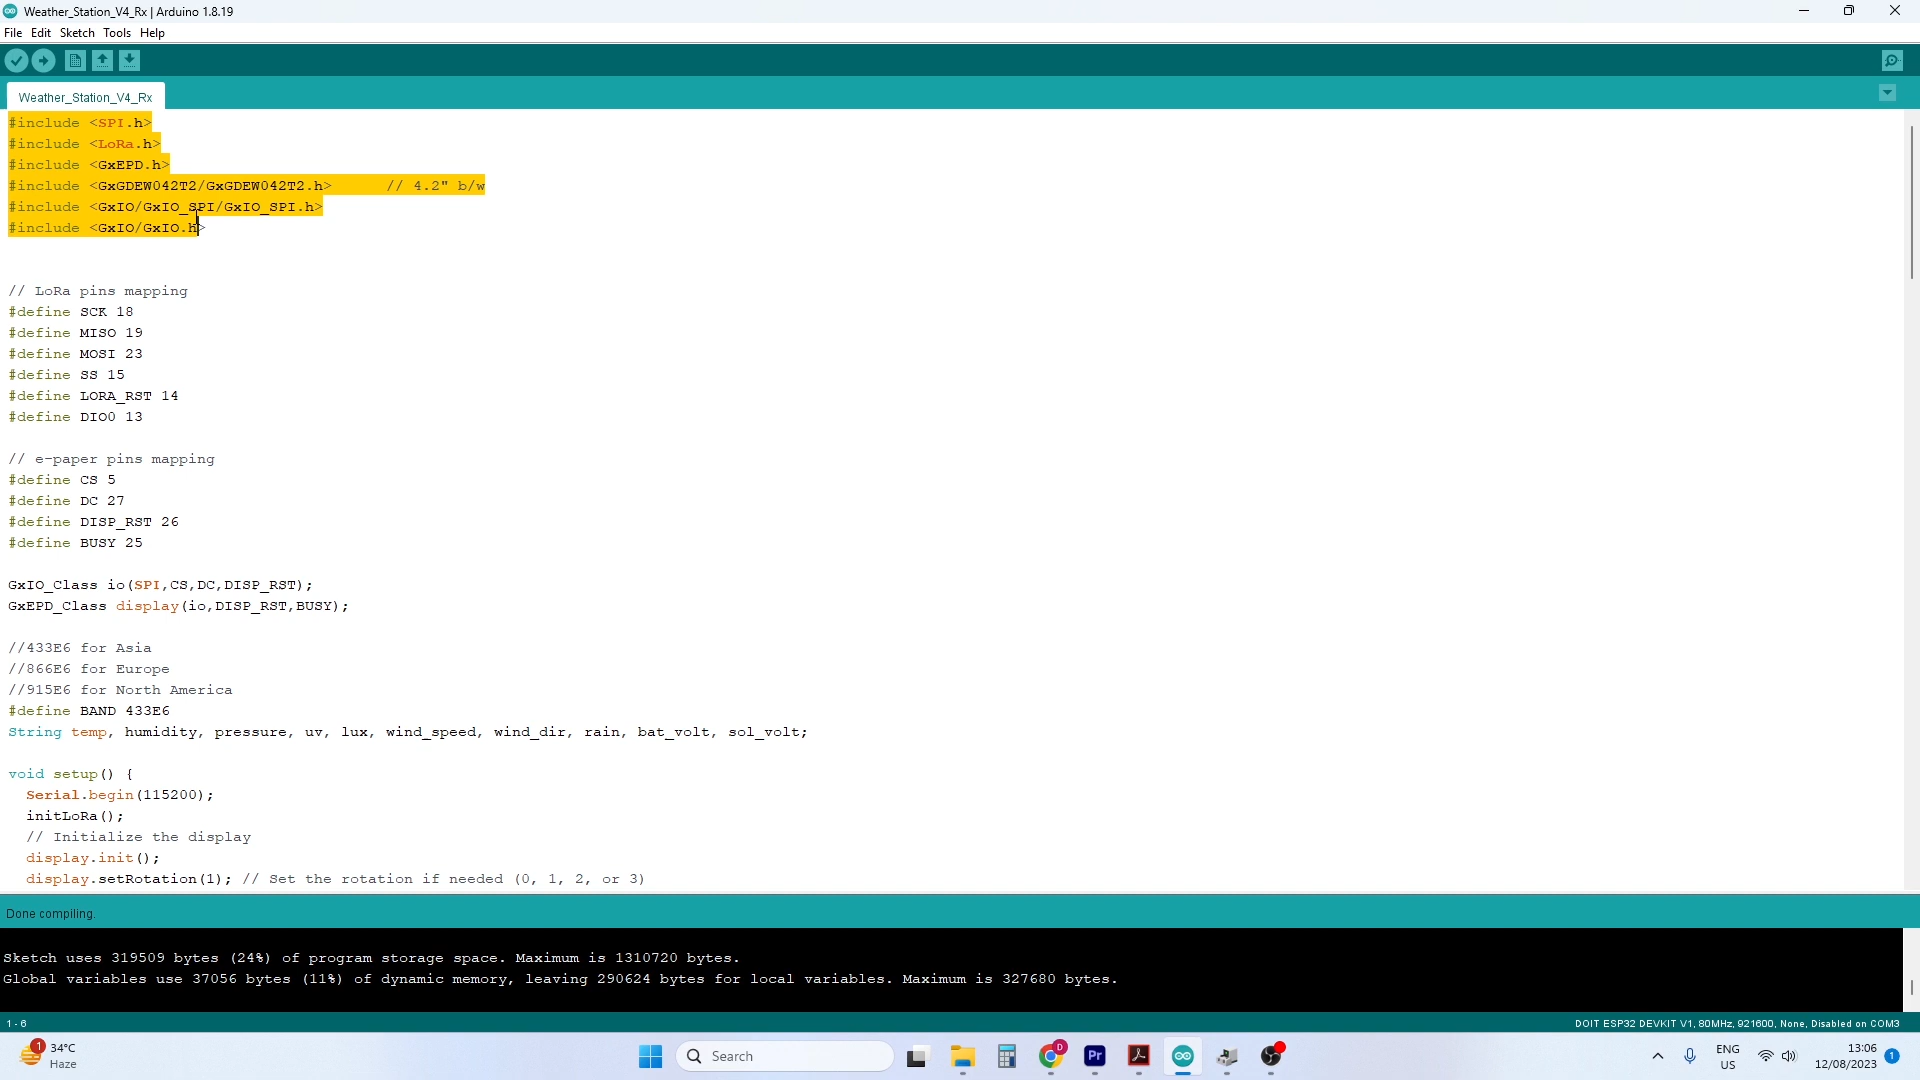 Weather_Station_V4_Rx | Arduino 1.8.19
File Edit Sketch Tools Help
Weather_Station_V4_Rx
#include <SPI.h>
#include <LoRa.h>
#include <GxEPD.h>
#include <GxGDEW042T2/GxGDEW042T2.h>      // 4.2" b/w
#include <GxIO/GxIO_SPI/GxIO_SPI.h>
#include <GxIO/GxIO.h>
// LoRa pins mapping
#define SCK 18
#define MISO 19
#define MOSI 23
#define SS 15
#define LORA_RST 14
#define DIO0 13
// e-paper pins mapping
#define CS 5
#define DC 27
#define DISP_RST 26
#define BUSY 25
GxIO_Class io(SPI,CS,DC,DISP_RST);
GxEPD_Class display(io,DISP_RST,BUSY);
//433E6 for Asia
//866E6 for Europe
//915E6 for North America
#define BAND 433E6
String temp, humidity, pressure, uv, lux, wind_speed, wind_dir, rain, bat_volt, sol_volt;
void setup() {
  Serial.begin(115200);
  initLoRa();
  // Initialize the display
  display.init();
  display.setRotation(1); // Set the rotation if needed (0, 1, 2, or 3)
Done compiling.
Sketch uses 319509 bytes (24%) of program storage space. Maximum is 1310720 bytes.
Global variables use 37056 bytes (11%) of dynamic memory, leaving 290624 bytes for local variables. Maximum is 327680 bytes.
1 - 6
DOIT ESP32 DEVKIT V1, 80MHz, 921600, None, Disabled on COM3
1
34°C
Haze
Search
D
Pr
ENG
US
13:06
12/08/2023
1